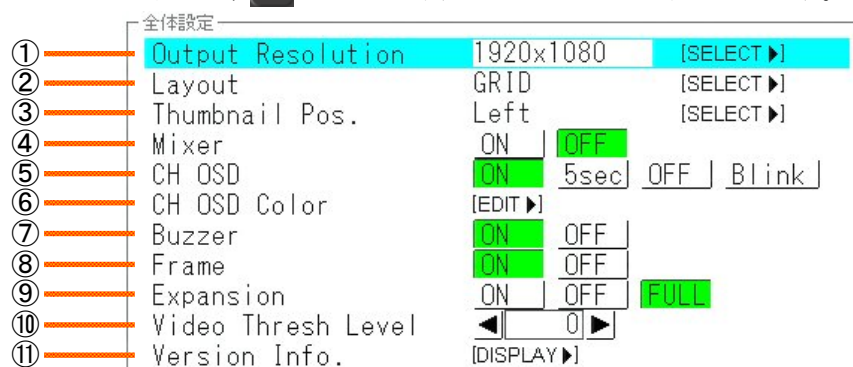 全体設定
① Output Resolution 1920x1080 [SELECT▶]
② Layout GRID [SELECT▶]
③ Thumbnail Pos. Left [SELECT▶]
④ Mixer ON OFF
⑤ CH OSD ON 5sec OFF Blink
⑥ CH OSD Color [EDIT▶]
⑦ Buzzer ON OFF
⑧ Frame ON OFF
⑨ Expansion ON OFF FULL
⑩ Video Thresh Level ◀ 0 ▶
⑪ Version Info. [DISPLAY▶]